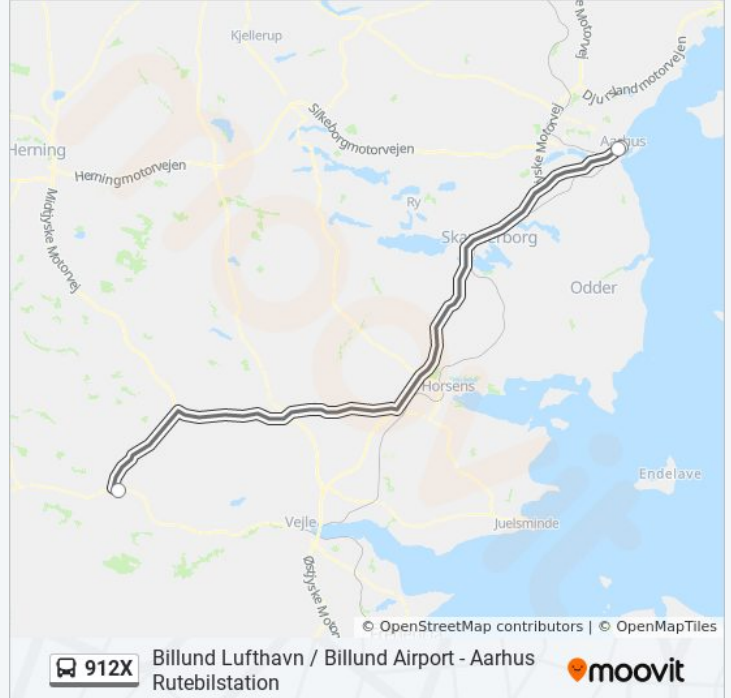 Kjellerup
Midtjyske Motorvej
Motorvej
Djurslandmotorvejen
Silkeborgmotorvejen
Aarhus
Herning
Herningmotorvejen
Ry
Skanderborg
Odder
Horsens
Endelave
Vejle
Juelsminde
© OpenStreetMap contributors | © OpenMapTiles
912X
Billund Lufthavn / Billund Airport - Aarhus
Rutebilstation
moovit